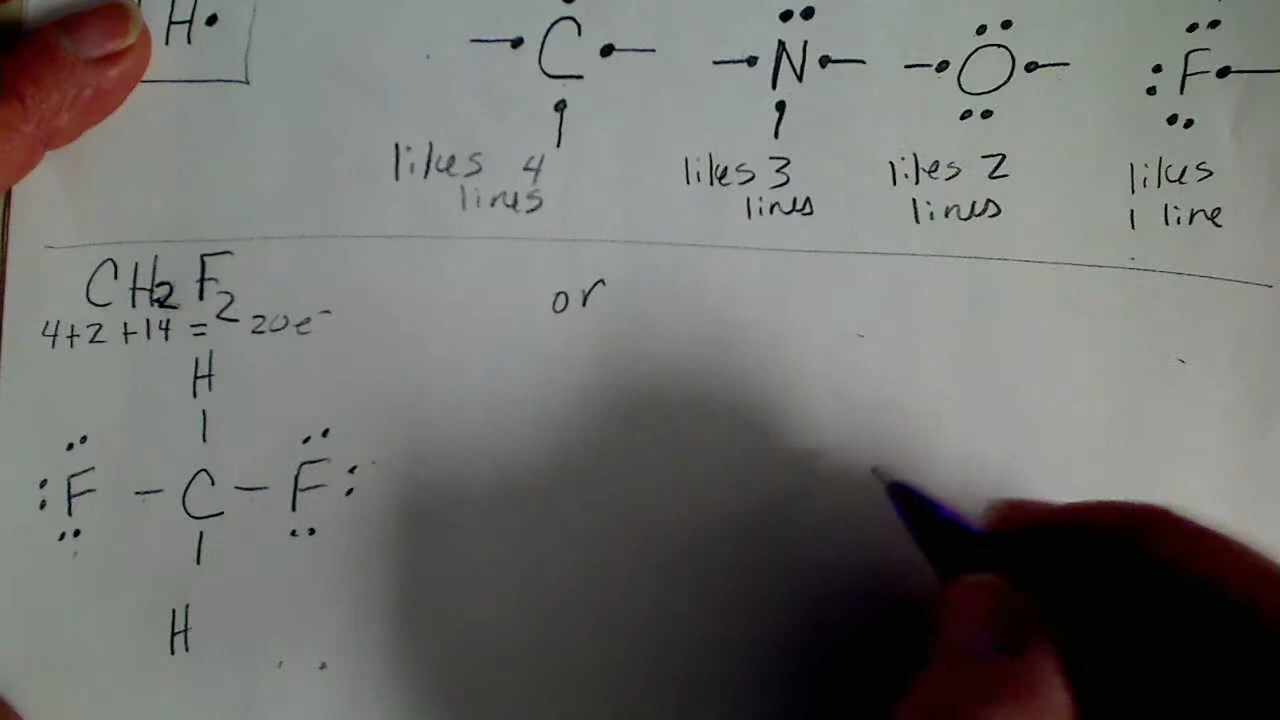 H•
C N O F
likes 4 lines
likes 3 lines
likes 2 lines
likes 1 line
CH2F2
or
4+2+14 = 20e-
H
F - C - F
H